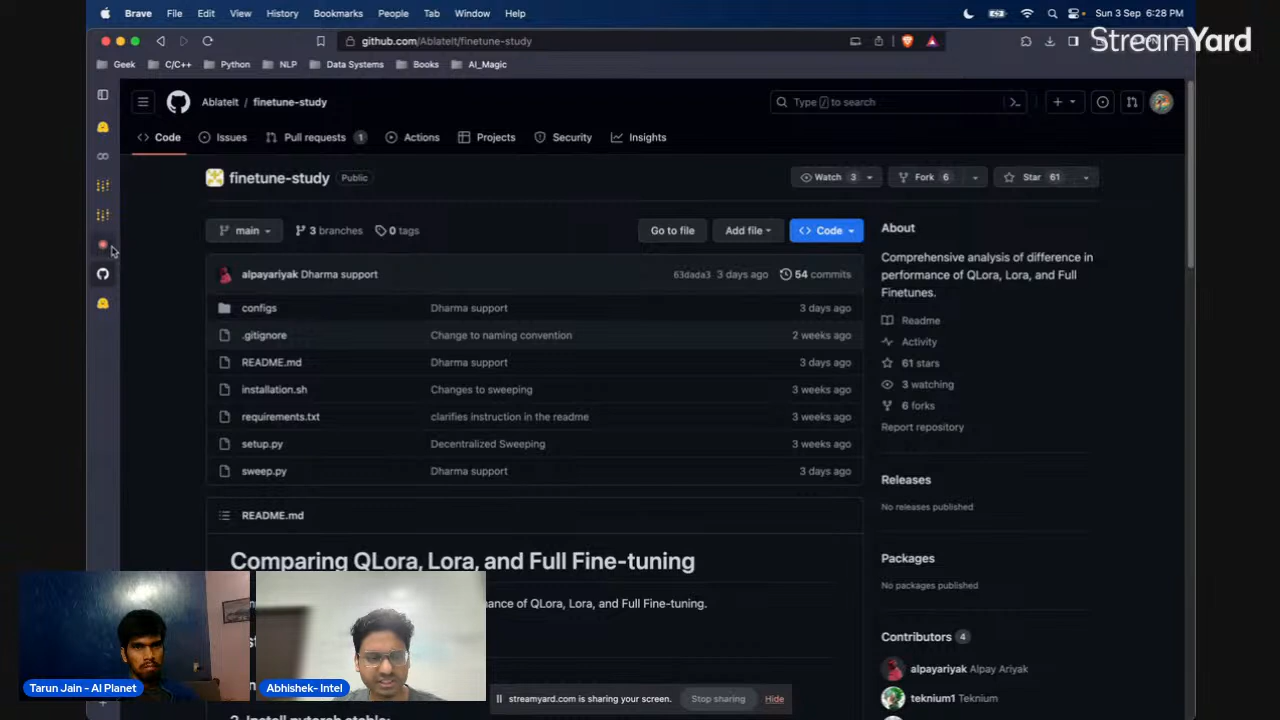 Brave File Edit View History Bookmarks People Tab Window Help Sun 3 Sep 6:28 PM
StreamYard
github.com/AblateIt/finetune-study
Geek C/C++ Python NLP Data Systems Books AI_Magic
AblateIt / finetune-study Type / to search
Code Issues Pull requests 1 Actions Projects Security Insights
finetune-study Public Watch 3 Fork 6 Star 61
main 3 branches 0 tags Go to file Add file Code
About
Comprehensive analysis of difference in
performance of QLora, Lora, and Full
Finetunes.
alpayariyak Dharma support 63dada3 3 days ago 54 commits
configs Dharma support 3 days ago
.gitignore Change to naming convention 2 weeks ago
README.md Dharma support 3 days ago
installation.sh Changes to sweeping 3 weeks ago
requirements.txt clarifies instruction in the readme 3 weeks ago
setup.py Decentralized Sweeping 3 weeks ago
sweep.py Dharma support 3 days ago
Readme
Activity
61 stars
3 watching
6 forks
Report repository
Releases
No releases published
Packages
No packages published
Contributors 4
alpayariyak Alpay Ariyak
teknium1 Teknium
README.md
Comparing QLora, Lora, and Full Fine-tuning
ance of QLora, Lora, and Full Fine-tuning.
Tarun Jain - AI Planet
Abhishek- Intel
streamyard.com is sharing your screen. Stop sharing Hide